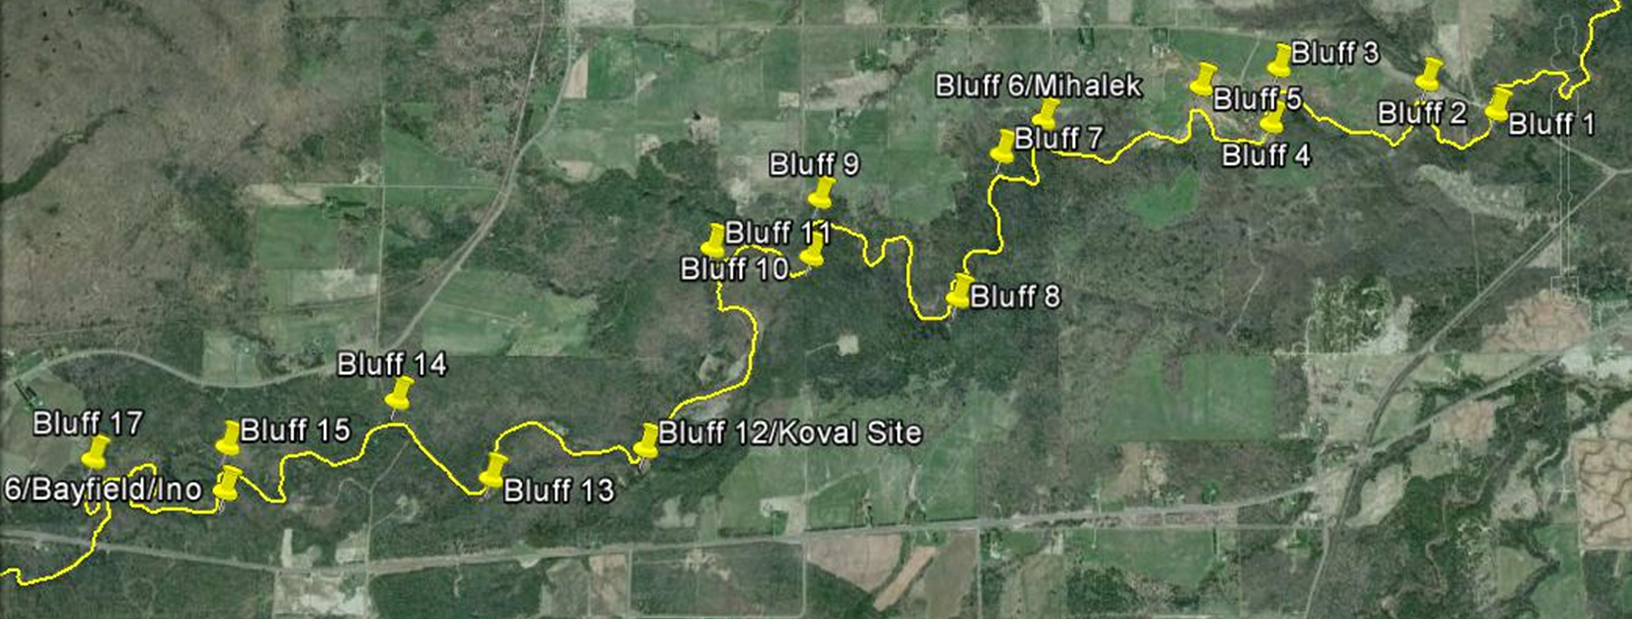 Bluff 3
Bluff 6/Mihalek
Bluff 5
Bluff 2
Bluff 1
Bluff 7
Bluff 4
Bluff 9
Bluff 11
Bluff 10
Bluff 8
Bluff 14
Bluff 17
Bluff 15
Bluff 12/Koval Site
6/Bayfield/Ino
Bluff 13